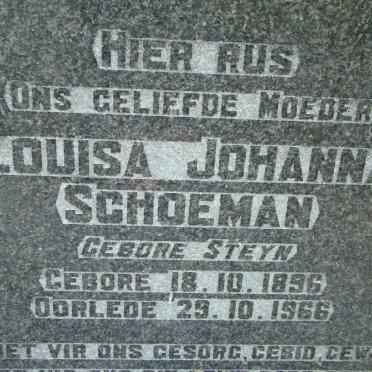 HIER RUS
ONS GELIEFDE MOEDER
LOUISA JOHANNA
SCHOEMAN
GEBORE STEYN
GEBORE 18.10.1896
OORLEDE 29.10.1966
HET VIR ONS GESORG, GEBID,